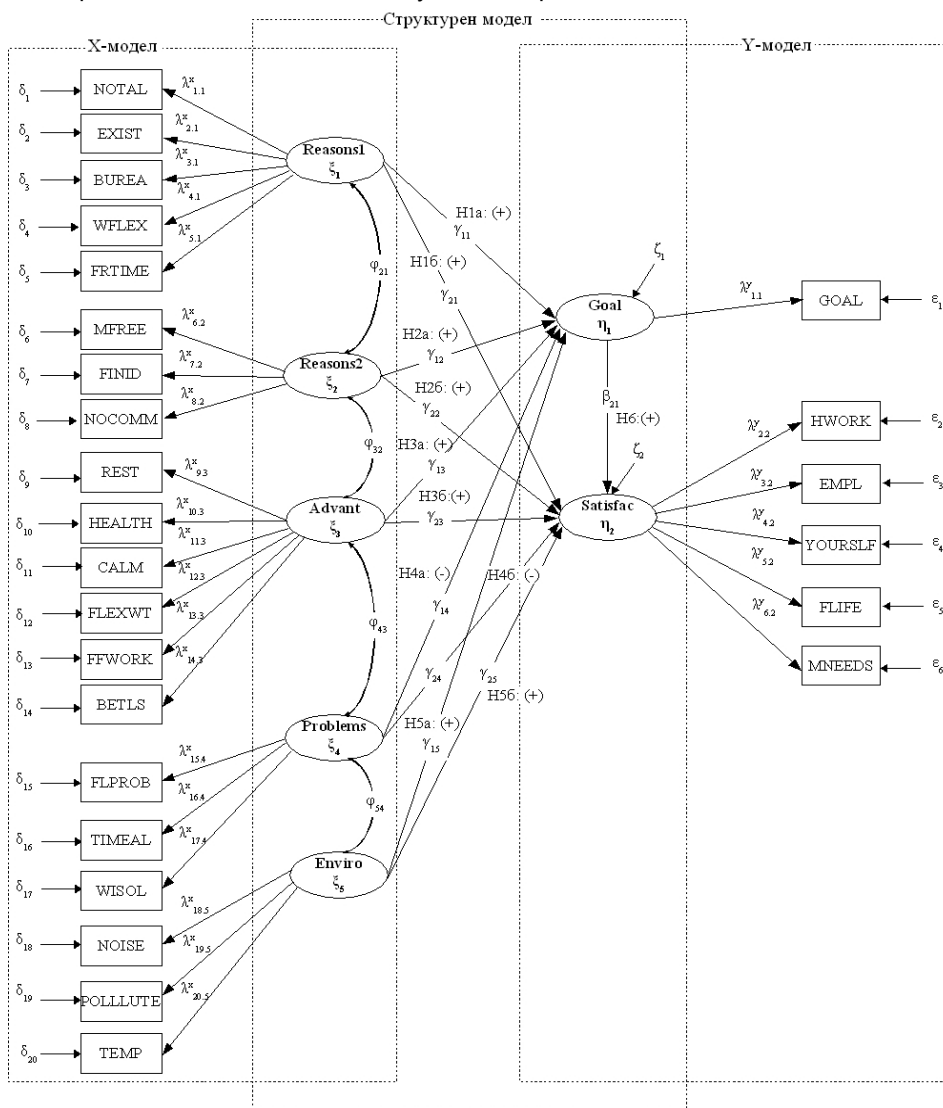 Структурен модел
X-модел
Y-модел
δ₁
NOTAL
λˣ₁.₁
δ₂
EXIST
λˣ₂.₁
δ₃
BUREA
λˣ₃.₁
δ₄
WFLEX
λˣ₄.₁
δ₅
FRTIME
λˣ₅.₁
Reasons1
ξ₁
δ₆
MFREE
λˣ₆.₂
δ₇
FINID
λˣ₇.₂
δ₈
NOCOMM
λˣ₈.₂
Reasons2
ξ₂
δ₉
REST
λˣ₉.₃
δ₁₀
HEALTH
λˣ₁₀.₃
δ₁₁
CALM
λˣ₁₁.₃
δ₁₂
FLEXWT
λˣ₁₂.₃
δ₁₃
FFWORK
λˣ₁₃.₃
δ₁₄
BETLS
λˣ₁₄.₃
Advant
ξ₃
δ₁₅
FLPROB
λˣ₁₅.₄
δ₁₆
TIMEAL
λˣ₁₆.₄
δ₁₇
WISOL
λˣ₁₇.₄
Problems
ξ₄
δ₁₈
NOISE
λˣ₁₈.₅
δ₁₉
POLLLUTE
λˣ₁₉.₅
δ₂₀
TEMP
λˣ₂₀.₅
Enviro
ξ₅
φ₂₁
φ₃₂
φ₄₃
φ₅₄
H1a: (+)
γ₁₁
H1б: (+)
γ₂₁
H2a: (+)
γ₁₂
H2б: (+)
γ₂₂
H3a: (+)
γ₁₃
H3б: (+)
γ₂₃
H4a: (-)
γ₁₄
H4б: (-)
γ₂₄
H5a: (+)
γ₁₅
γ₂₅
H5б: (+)
ζ₁
Goal
η₁
β₂₁
H6: (+)
ζ₂
Satisfac
η₂
λʸ₁.₁
GOAL
ε₁
λʸ₂.₂
HWORK
ε₂
λʸ₃.₂
EMPL
ε₃
λʸ₄.₂
YOURSLF
ε₄
λʸ₅.₂
FLIFE
ε₅
λʸ₆.₂
MNEEDS
ε₆